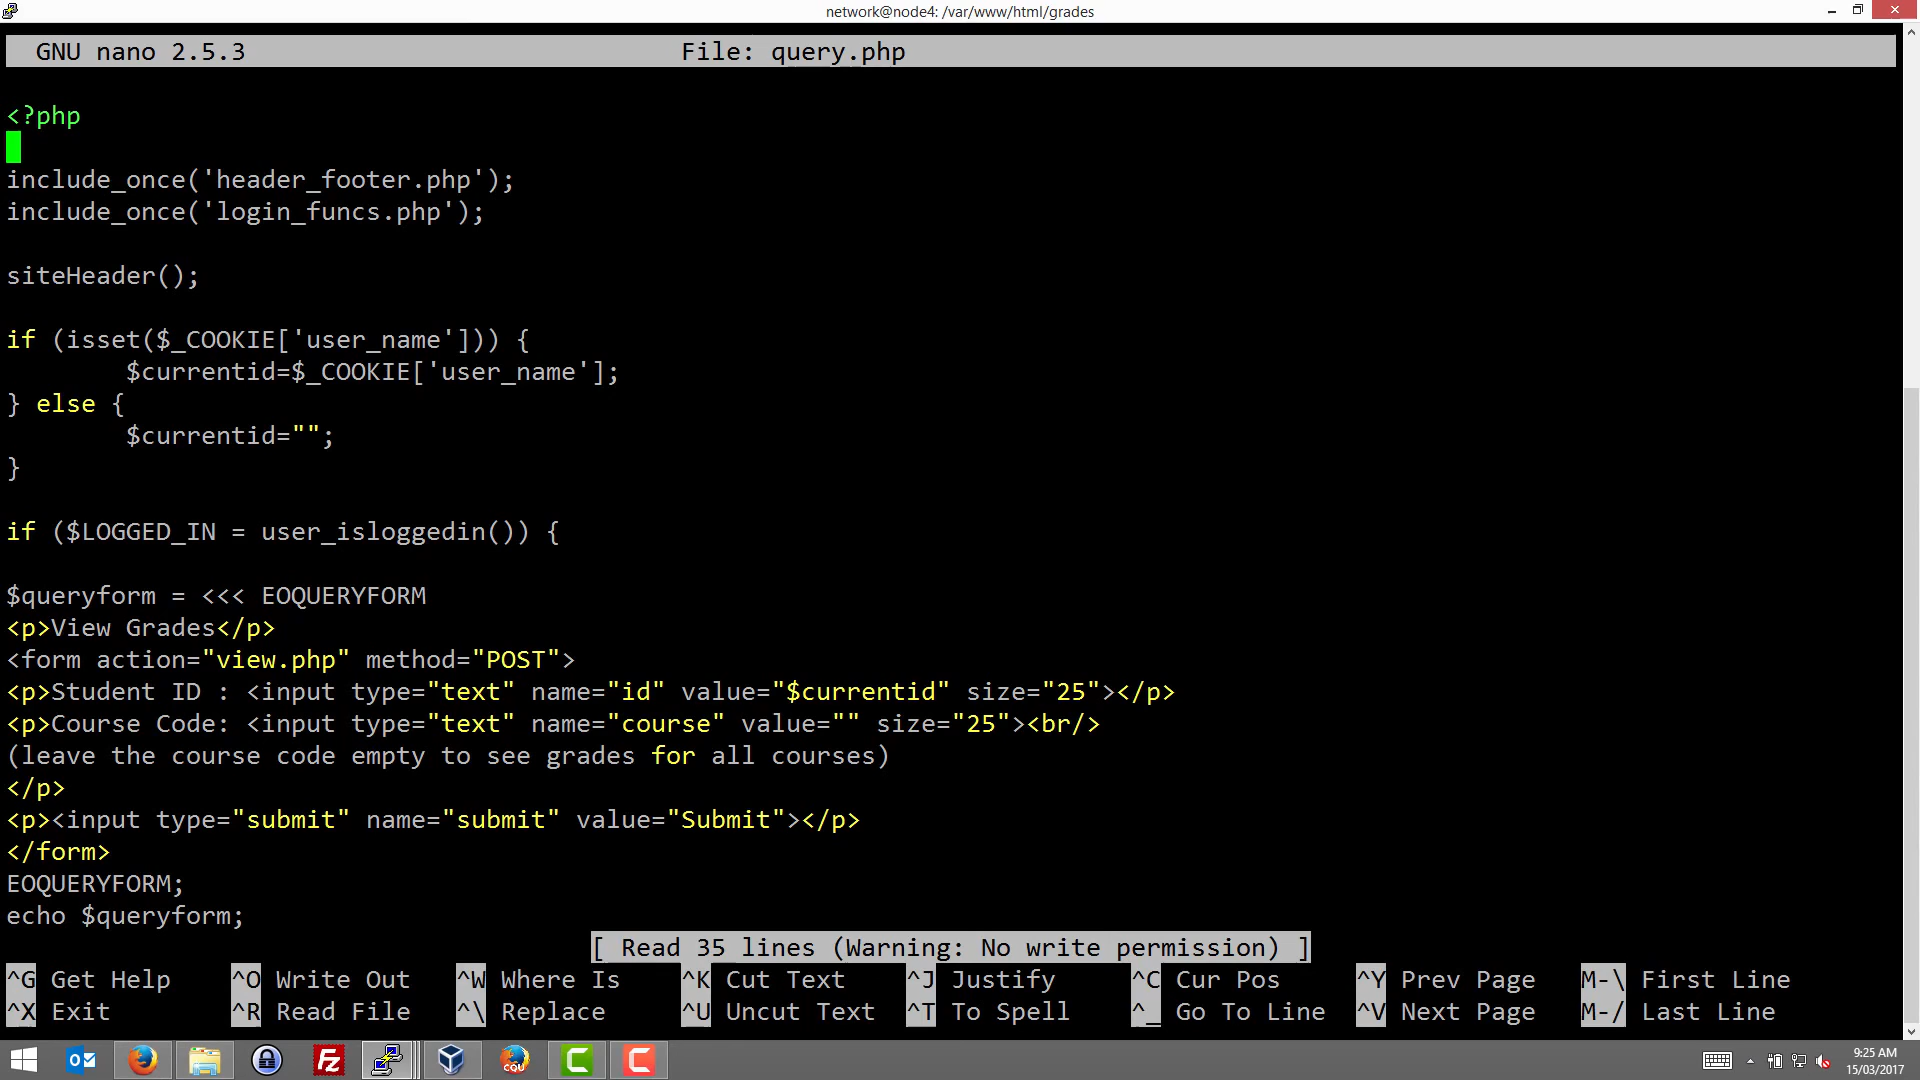 network@node4: /var/www/html/grades
GNU nano 2.5.3 File: query.php
<?php
include_once('header_footer.php');
include_once('login_funcs.php');
siteHeader();
if (isset($_COOKIE['user_name'])) {
        $currentid=$_COOKIE['user_name'];
} else {
        $currentid="";
}
if ($LOGGED_IN = user_isloggedin()) {
$queryform = <<< EOQUERYFORM
<p>View Grades</p>
<form action="view.php" method="POST">
<p>Student ID : <input type="text" name="id" value="$currentid" size="25"></p>
<p>Course Code: <input type="text" name="course" value="" size="25"><br/>
(leave the course code empty to see grades for all courses)
</p>
<p><input type="submit" name="submit" value="Submit"></p>
</form>
EOQUERYFORM;
echo $queryform;
[ Read 35 lines (Warning: No write permission) ]
^G Get Help ^O Write Out ^W Where Is ^K Cut Text ^J Justify ^C Cur Pos ^Y Prev Page M-\ First Line
^X Exit ^R Read File ^\ Replace ^U Uncut Text ^T To Spell ^_ Go To Line ^V Next Page M-/ Last Line
CQU
9:25 AM
15/03/2017